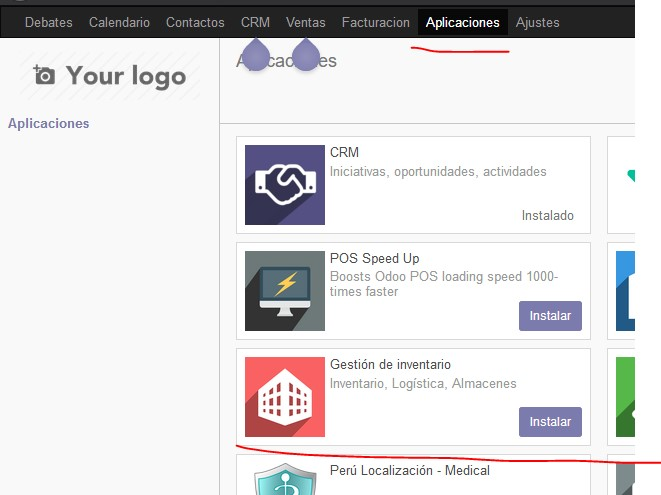 Debates Calendario Contactos CRM Ventas Facturacion Aplicaciones Ajustes
Your logo
Aplicaciones
Aplicaciones
CRM
Iniciativas, oportunidades, actividades
Instalado
POS Speed Up
Boosts Odoo POS loading speed 1000-
times faster
Instalar
Gestión de inventario
Inventario, Logística, Almacenes
Instalar
Perú Localización - Medical